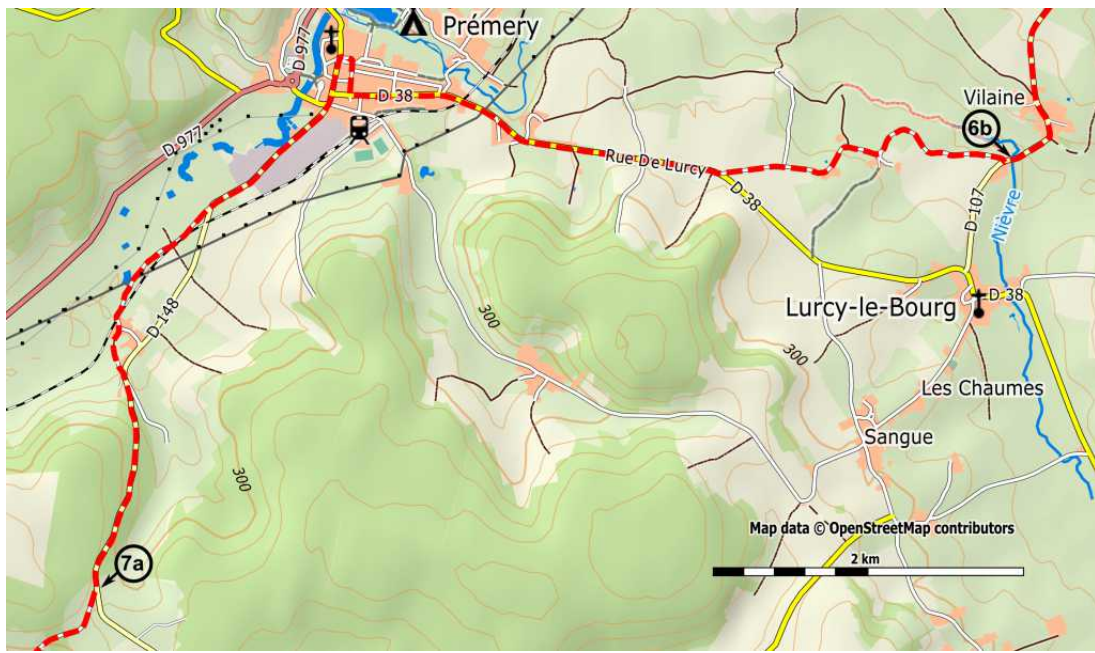 Prémery
D 977
D 38
Vilaine
6b
D 977
Rue De Lurcy
D 38
D 107
Nièvre
D 148
Lurcy-le-Bourg
D 38
300
300
Les Chaumes
Sangue
300
Map data © OpenStreetMap contributors
2 km
7a